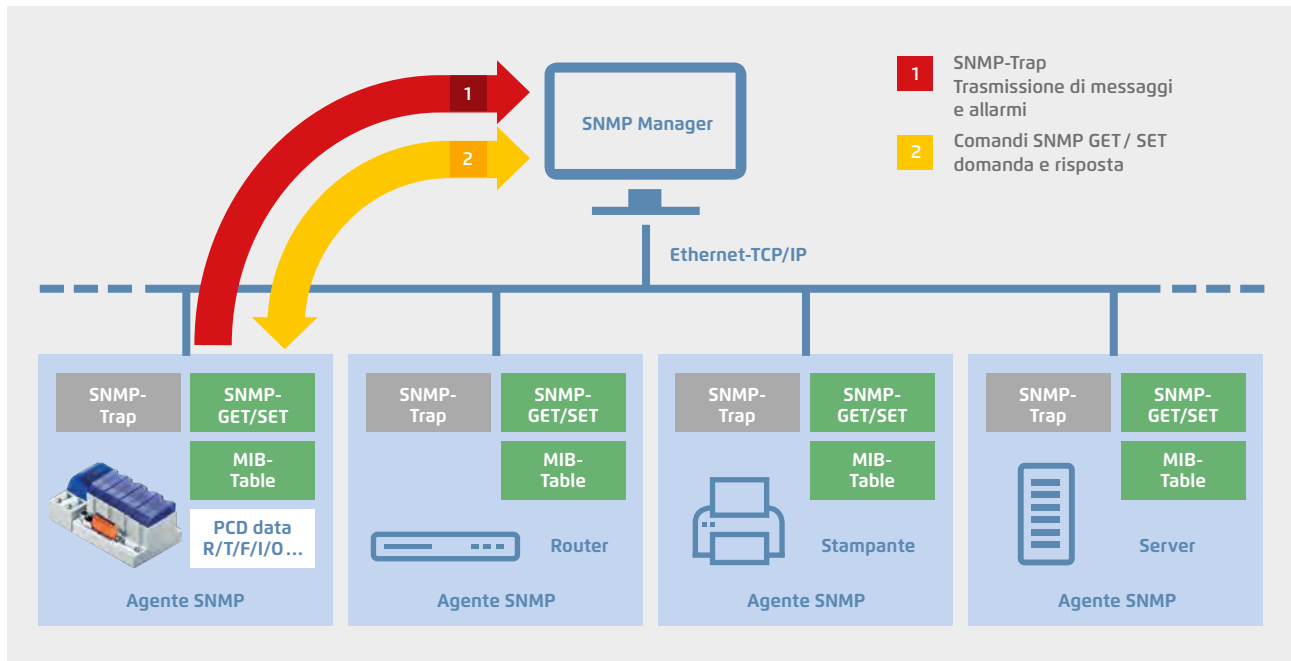 1
2
SNMP Manager
1
SNMP-Trap
Trasmissione di messaggi
e allarmi
2
Comandi SNMP GET / SET
domanda e risposta
Ethernet-TCP/IP
SNMP-
Trap
SNMP-
GET/SET
MIB-
Table
PCD data
R/T/F/I/O ...
Agente SNMP
SNMP-
Trap
SNMP-
GET/SET
MIB-
Table
Router
Agente SNMP
SNMP-
Trap
SNMP-
GET/SET
MIB-
Table
Stampante
Agente SNMP
SNMP-
Trap
SNMP-
GET/SET
MIB-
Table
Server
Agente SNMP